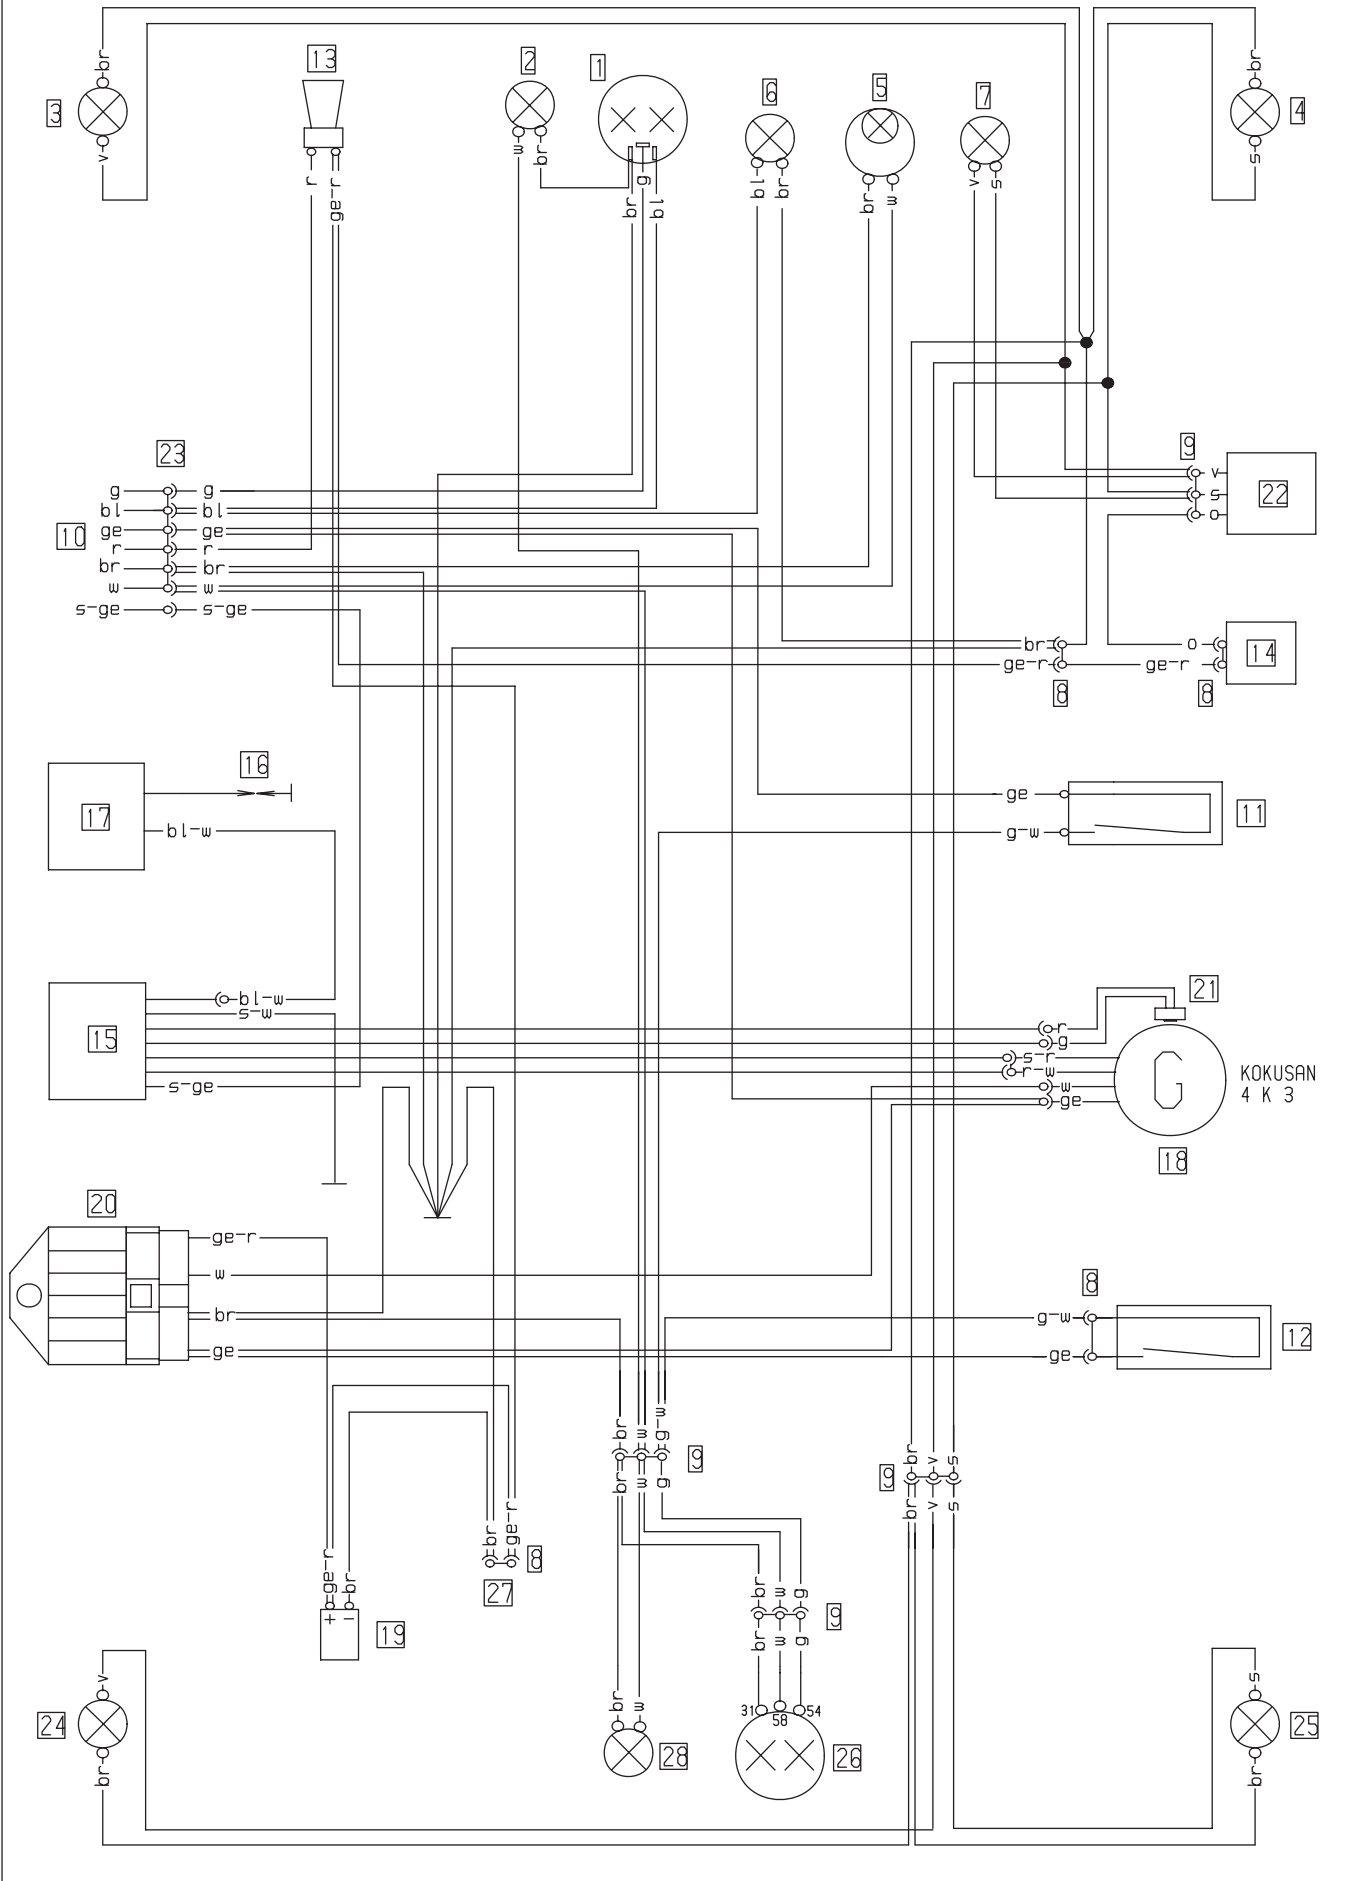 br
br
13
2
1
3
6
5
7
4
v
r
ge-r
w
br
br
g
bl
bl
br
br
w
v
s
s
23
9
g g
v
bl bl
s
22
10
ge ge
o
r r
br br
w w
s-ge s-ge
br
o
14
ge-r
ge-r
8
8
16
17
bl-w
ge
11
g-w
21
bl-w
s-w
r
g
15
s-r
r-w
s-ge
w
ge
G
KOKUSAN
4 K 3
18
20
ge-r
w
8
br
g-w
12
ge
ge
br
w
g-w
9
br
v
s
9
br
w
g
br
v
s
br
ge-r
8
27
ge-r
br
+ −
19
br
w
g
9
br
w
g
v
s
br
w
31
58
54
24
25
28
26
br
br